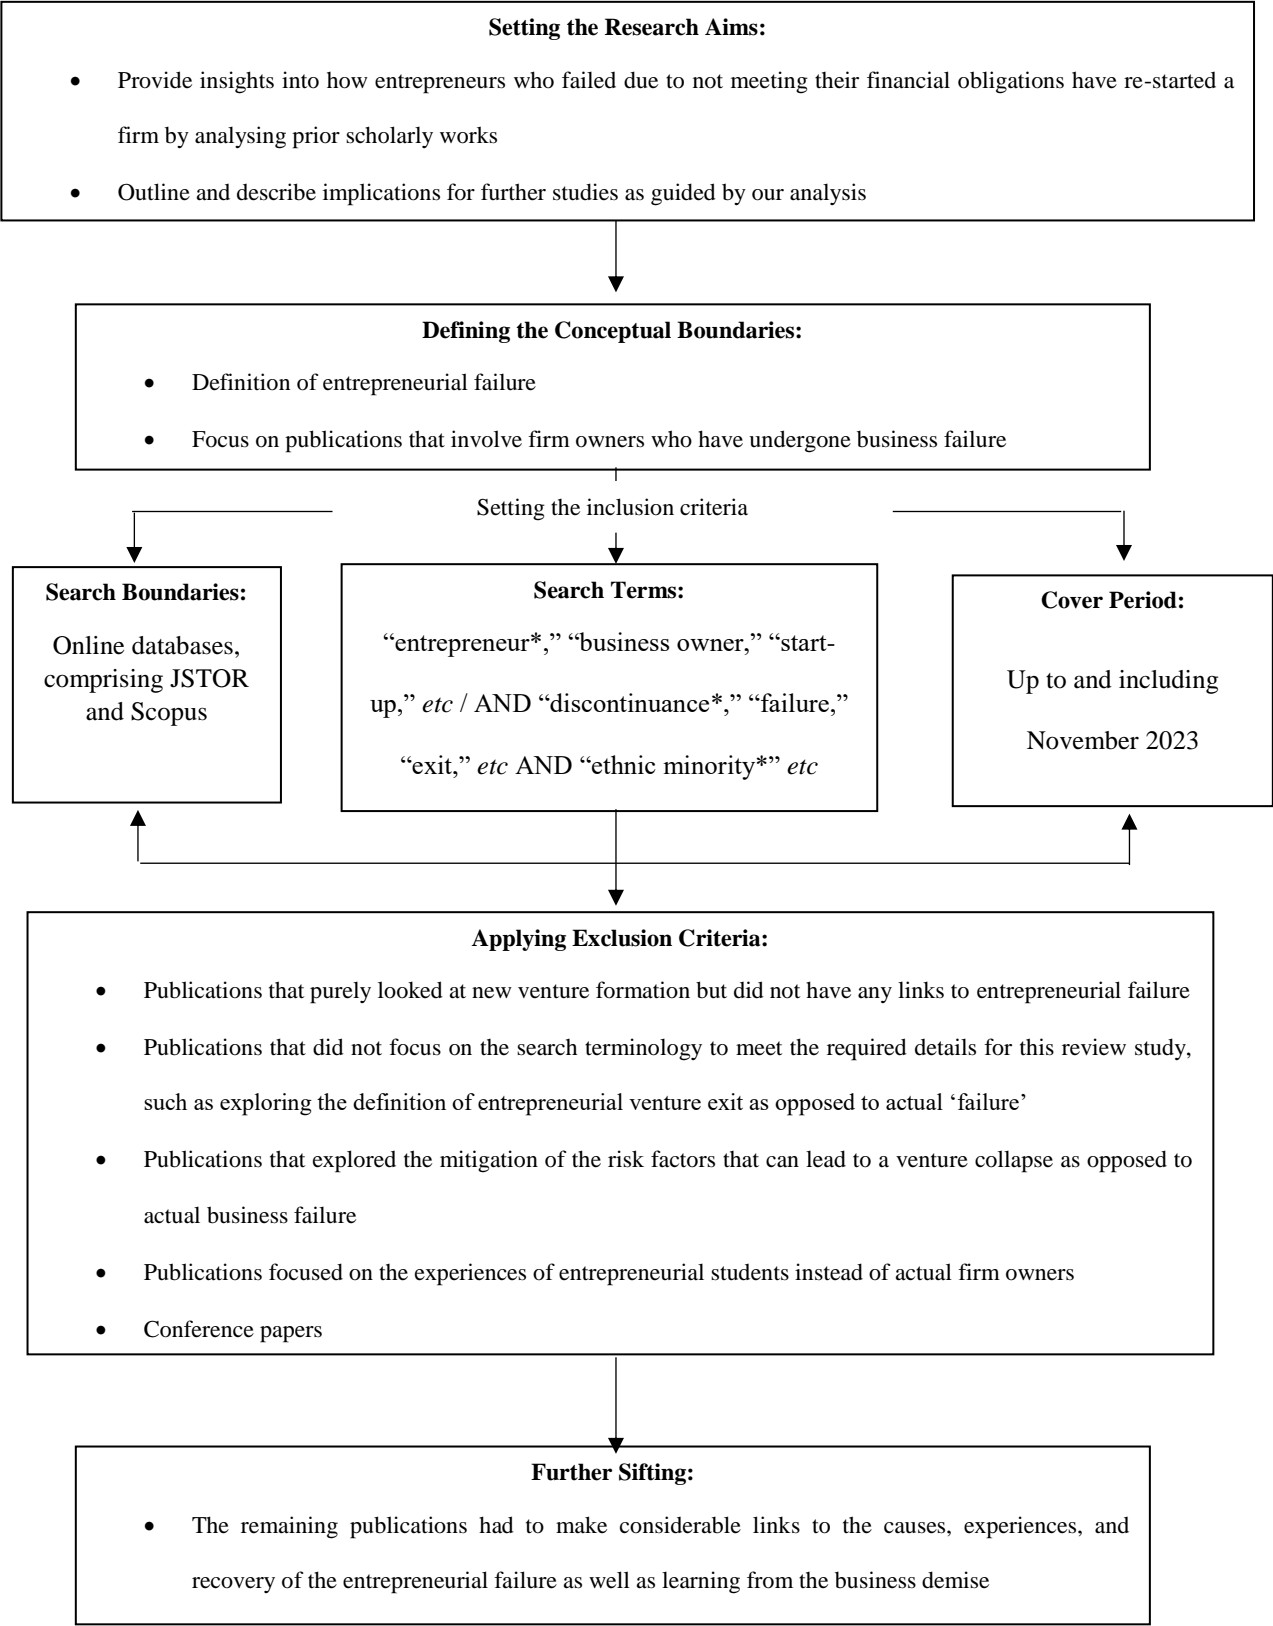 Setting the Research Aims:
• Provide insights into how entrepreneurs who failed due to not meeting their financial obligations have re-started a
firm by analysing prior scholarly works
• Outline and describe implications for further studies as guided by our analysis
Defining the Conceptual Boundaries:
• Definition of entrepreneurial failure
• Focus on publications that involve firm owners who have undergone business failure
Setting the inclusion criteria
Search Boundaries:
Online databases,
comprising JSTOR
and Scopus
Search Terms:
“entrepreneur*,” “business owner,” “start-
up,” etc / AND “discontinuance*,” “failure,”
“exit,” etc AND “ethnic minority*” etc
Cover Period:
Up to and including
November 2023
Applying Exclusion Criteria:
• Publications that purely looked at new venture formation but did not have any links to entrepreneurial failure
• Publications that did not focus on the search terminology to meet the required details for this review study,
such as exploring the definition of entrepreneurial venture exit as opposed to actual ‘failure’
• Publications that explored the mitigation of the risk factors that can lead to a venture collapse as opposed to
actual business failure
• Publications focused on the experiences of entrepreneurial students instead of actual firm owners
• Conference papers
Further Sifting:
• The remaining publications had to make considerable links to the causes, experiences, and
recovery of the entrepreneurial failure as well as learning from the business demise